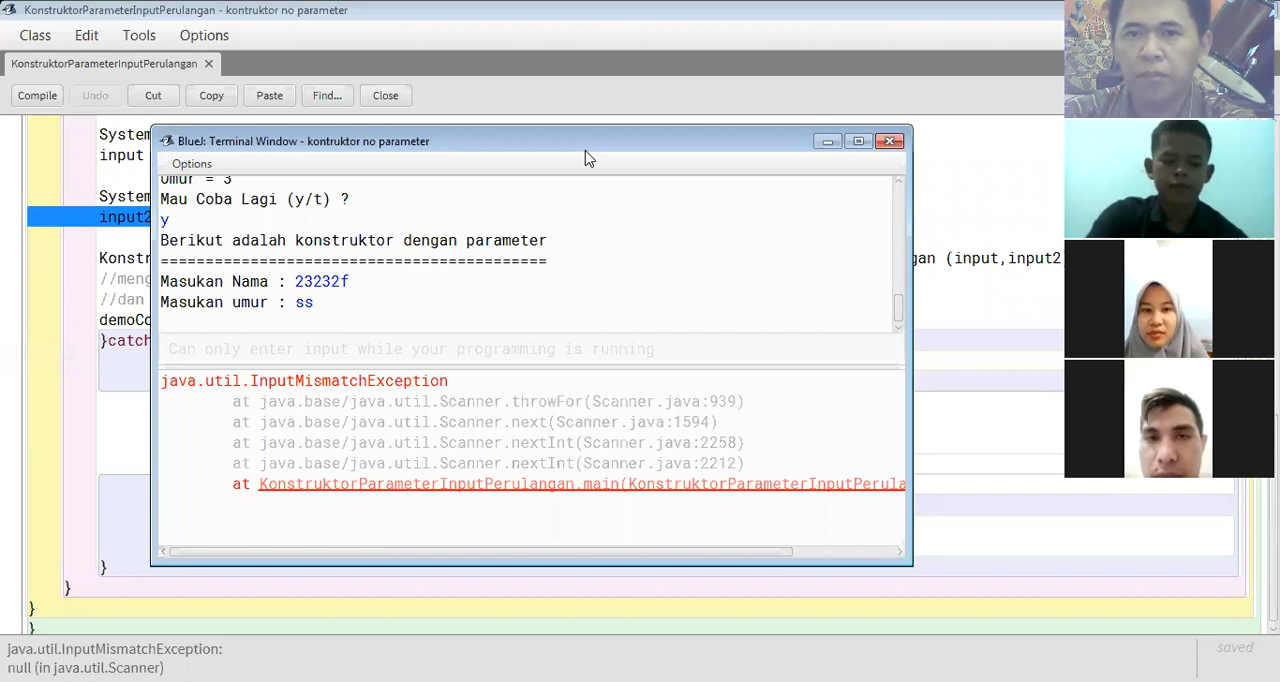 KonstruktorParameterInputPerulangan - kontruktor no parameter
Class Edit Tools Options
KonstruktorParameterInputPerulangan ✕
Compile Undo Cut Copy Paste Find... Close
System
input
System
input2
Konst
gan (input,input2
//meng
//dan
demoCo
}catch
}
}
}
}
BlueJ: Terminal Window - kontruktor no parameter
Options
Umur = 3
Mau Coba Lagi (y/t) ?
y
Berikut adalah konstruktor dengan parameter
===========================================
Masukan Nama : 23232f
Masukan umur : ss
Can only enter input while your programming is running
java.util.InputMismatchException
at java.base/java.util.Scanner.throwFor(Scanner.java:939)
at java.base/java.util.Scanner.next(Scanner.java:1594)
at java.base/java.util.Scanner.nextInt(Scanner.java:2258)
at java.base/java.util.Scanner.nextInt(Scanner.java:2212)
at KonstruktorParameterInputPerulangan.main(KonstruktorParameterInputPerula
java.util.InputMismatchException:
null (in java.util.Scanner)
saved